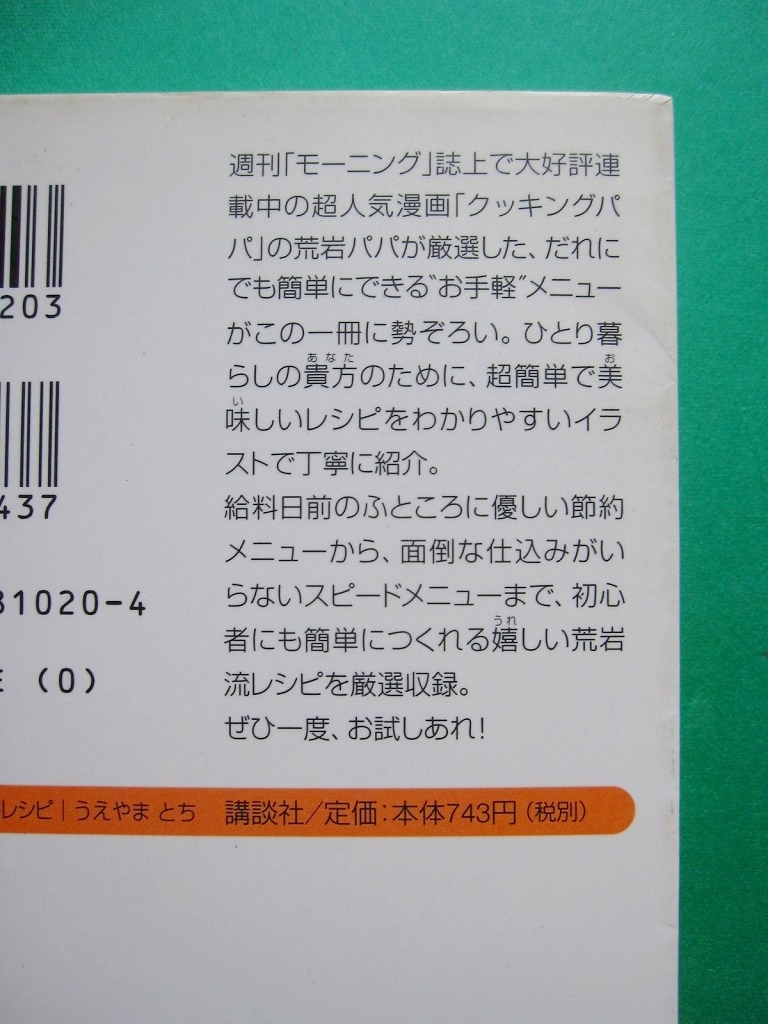 週刊「モーニング」誌上で大好評連
載中の超人気漫画「クッキングパ
パ」の荒岩パパが厳選した、だれに
でも簡単にできる“お手軽”メニュー
がこの一冊に勢ぞろい。ひとり暮
あなた
お
らしの貴方のために、超簡単で美
い
味しいレシピをわかりやすいイラ
ストで丁寧に紹介。
給料日前のふところに優しい節約
メニューから、面倒な仕込みがい
らないスピードメニューまで、初心
うれ
者にも簡単につくれる嬉しい荒岩
流レシピを厳選収録。
ぜひ一度、お試しあれ!
203
437
31020-4
(0)
レシピ|うえやま とち 講談社/定価:本体743円(税別)